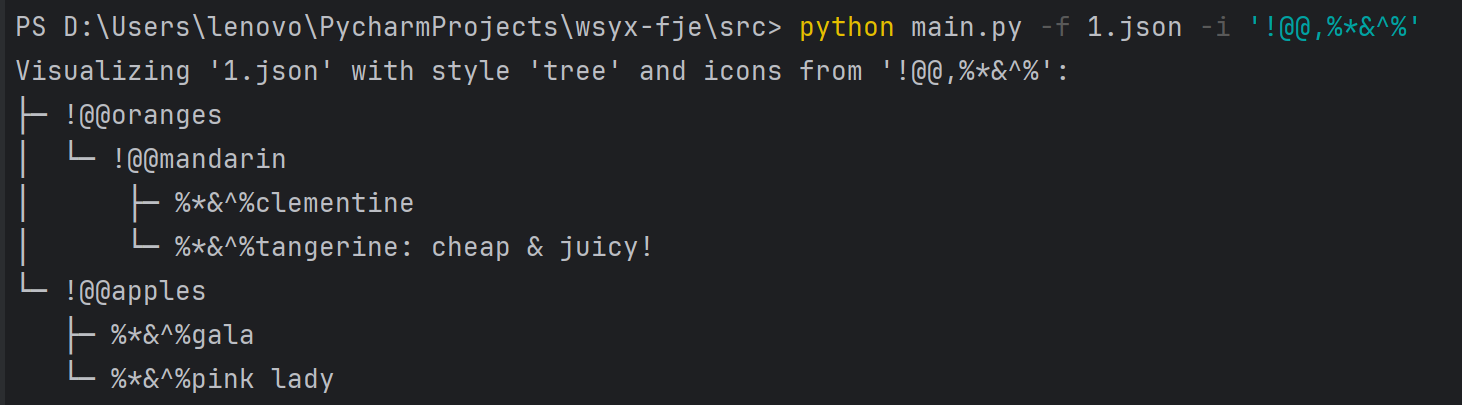 PS D:\Users\lenovo\PycharmProjects\wsyx-fje\src> python main.py -f 1.json -i '!@@,%*&^%'
Visualizing '1.json' with style 'tree' and icons from '!@@,%*&^%':
├─ !@@oranges
│  └─ !@@mandarin
│      ├─ %*&^%clementine
│      └─ %*&^%tangerine: cheap & juicy!
└─ !@@apples
   ├─ %*&^%gala
   └─ %*&^%pink lady